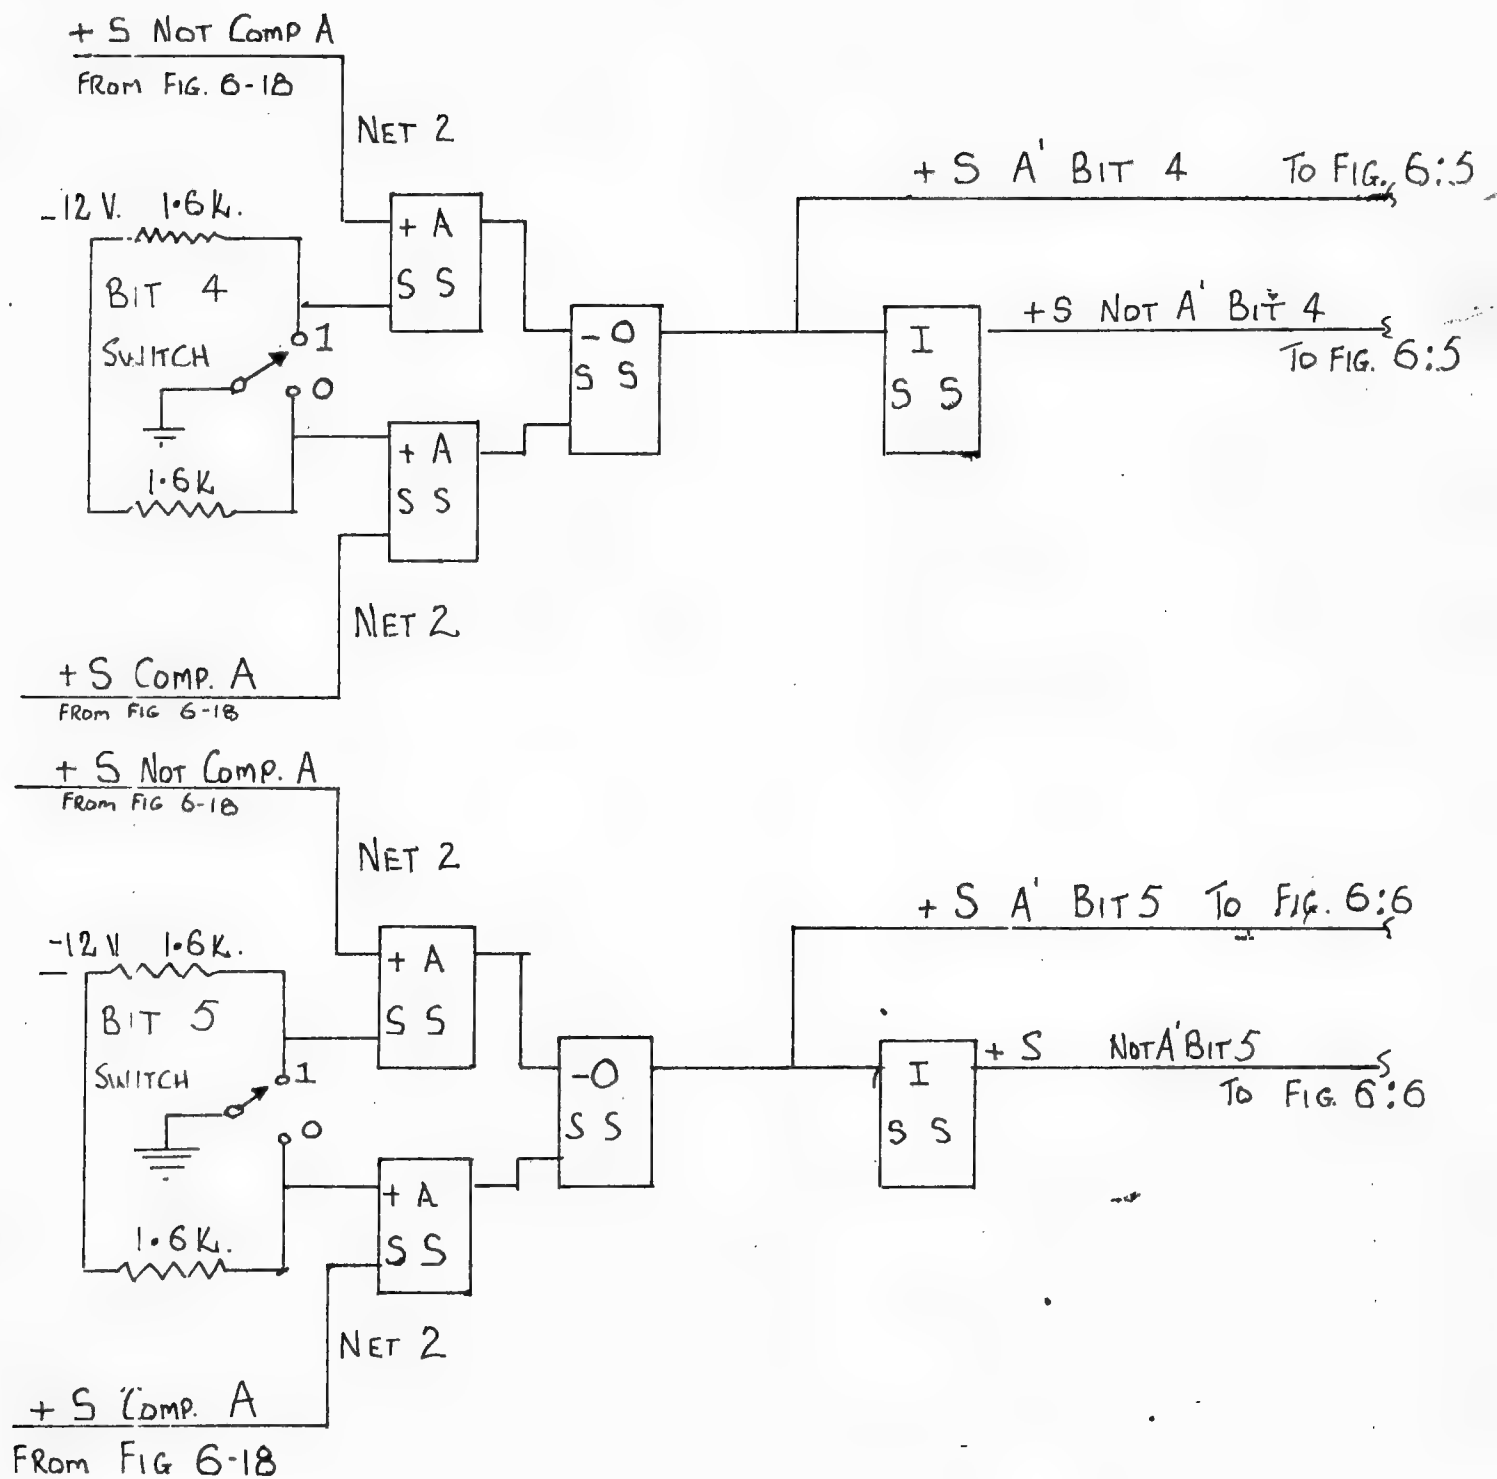 + S NOT COMP A
FROM FIG. 6-18
NET 2
+ S A' BIT 4 TO FIG. 6:5
-12 V. 1.6K.
+ A
S S
BIT 4
SWITCH
1
0
- O
S S
I
S S
+S NOT A' BIT 4
TO FIG. 6:5
+ A
S S
1.6K
NET 2
+ S COMP. A
FROM FIG 6-18
+ S NOT COMP. A
FROM FIG 6-18
NET 2
+ S A' BIT 5 TO FIG. 6:6
-12 V 1.6K.
+ A
S S
BIT 5
SWITCH
1
0
-O
S S
I
S S
+ S NOT A' BIT 5
TO FIG. 6:6
+ A
S S
1.6K.
NET 2
+ S COMP. A
FROM FIG 6-18